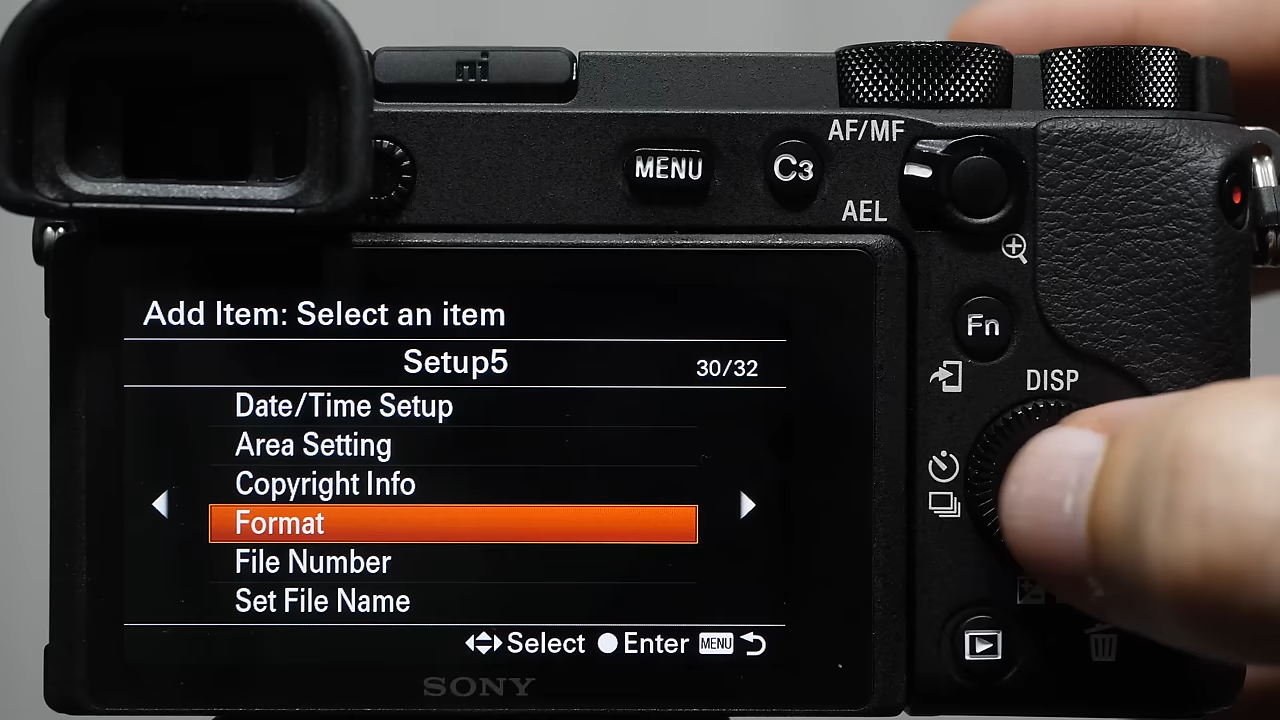 MENU
C3
AF/MF
AEL
Fn
DISP
Add Item: Select an item
Setup5 30/32
Date/Time Setup
Area Setting
Copyright Info
Format
File Number
Set File Name
Select Enter MENU
SONY